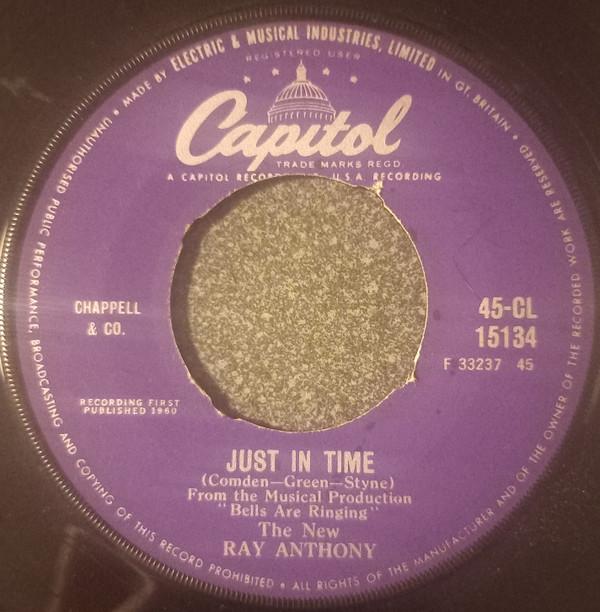 MADE BY ELECTRIC & MUSICAL INDUSTRIES, LIMITED IN GT. BRITAIN • UNAUTHORISED PUBLIC PERFORMANCE, BROADCASTING AND COPYING OF THIS RECORD PROHIBITED • ALL RIGHTS OF THE MANUFACTURER AND OF THE OWNER OF THE RECORDED WORK ARE RESERVED •
REGISTERED USER
Capitol
TRADE MARKS REGD.
A CAPITOL U.S.A. RECORDING
CHAPPELL
& CO.
45-CL
15134
F 33237 45
RECORDING FIRST
PUBLISHED 1960
JUST IN TIME
(Comden—Green—Styne)
From the Musical Production
"Bells Are Ringing"
The New
RAY ANTHONY